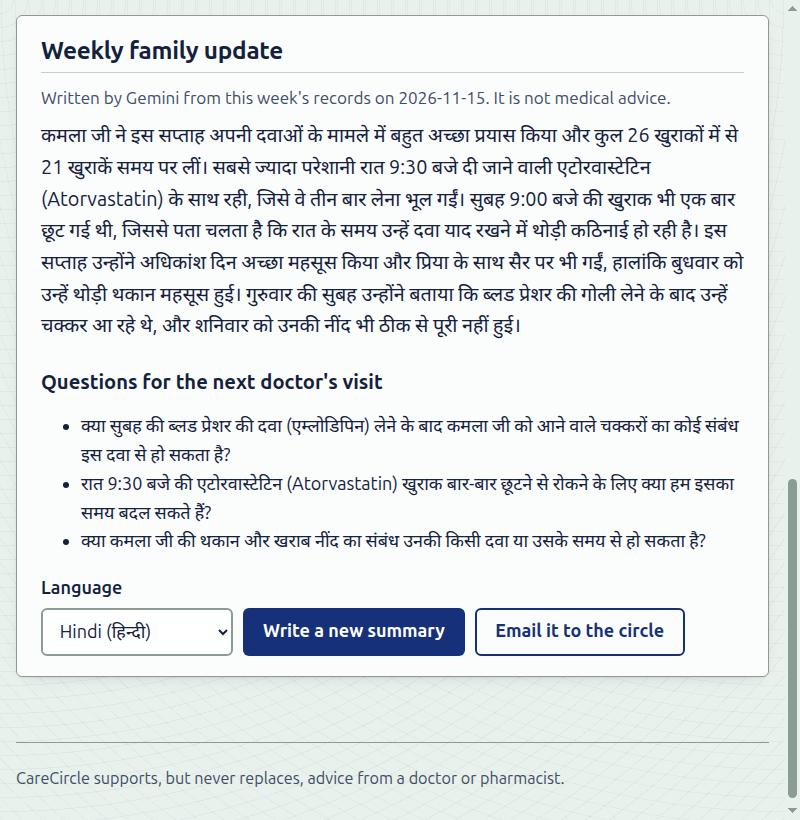 Weekly family update
Written by Gemini from this week's records on 2026-11-15. It is not medical advice.
कमला जी ने इस सप्ताह अपनी दवाओं के मामले में बहुत अच्छा प्रयास किया और कुल 26 खुराकों में से
21 खुराकें समय पर लीं। सबसे ज्यादा परेशानी रात 9:30 बजे दी जाने वाली एटोरवास्टेटिन
(Atorvastatin) के साथ रही, जिसे वे तीन बार लेना भूल गईं। सुबह 9:00 बजे की खुराक भी एक बार
छूट गई थी, जिससे पता चलता है कि रात के समय उन्हें दवा याद रखने में थोड़ी कठिनाई हो रही है। इस
सप्ताह उन्होंने अधिकांश दिन अच्छा महसूस किया और प्रिया के साथ सैर पर भी गईं, हालांकि बुधवार को
उन्हें थोड़ी थकान महसूस हुई। गुरुवार की सुबह उन्होंने बताया कि ब्लड प्रेशर की गोली लेने के बाद उन्हें
चक्कर आ रहे थे, और शनिवार को उनकी नींद भी ठीक से पूरी नहीं हुई।
Questions for the next doctor's visit
• क्या सुबह की ब्लड प्रेशर की दवा (एम्लोडिपिन) लेने के बाद कमला जी को आने वाले चक्करों का कोई संबंध
इस दवा से हो सकता है?
• रात 9:30 बजे की एटोरवास्टेटिन (Atorvastatin) खुराक बार-बार छूटने से रोकने के लिए क्या हम इसका
समय बदल सकते हैं?
• क्या कमला जी की थकान और खराब नींद का संबंध उनकी किसी दवा या उसके समय से हो सकता है?
Language
Hindi (हिन्दी) Write a new summary Email it to the circle
CareCircle supports, but never replaces, advice from a doctor or pharmacist.